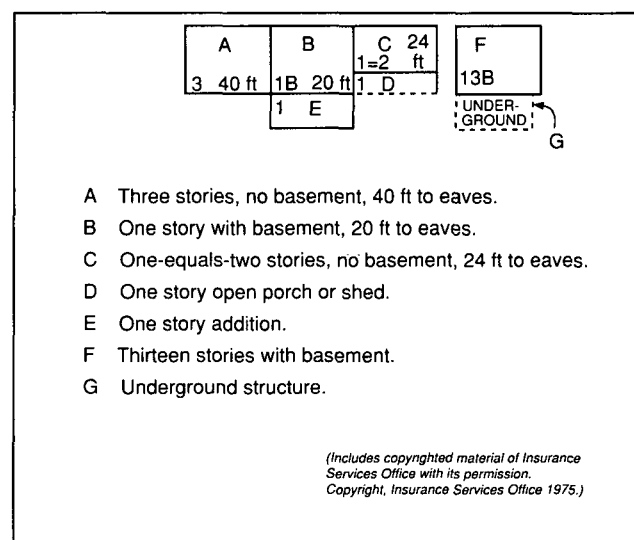 A B C 24 F
1=2 ft
3 40 ft 1B 20 ft 1 D 13B
1 E UNDER-
GROUND
G
A Three stories, no basement, 40 ft to eaves.
B One story with basement, 20 ft to eaves.
C One-equals-two stories, no basement, 24 ft to eaves.
D One story open porch or shed.
E One story addition.
F Thirteen stories with basement.
G Underground structure.
(Includes copynghted material of Insurance
Services Office with its permission.
Copyright, Insurance Services Office 1975.)